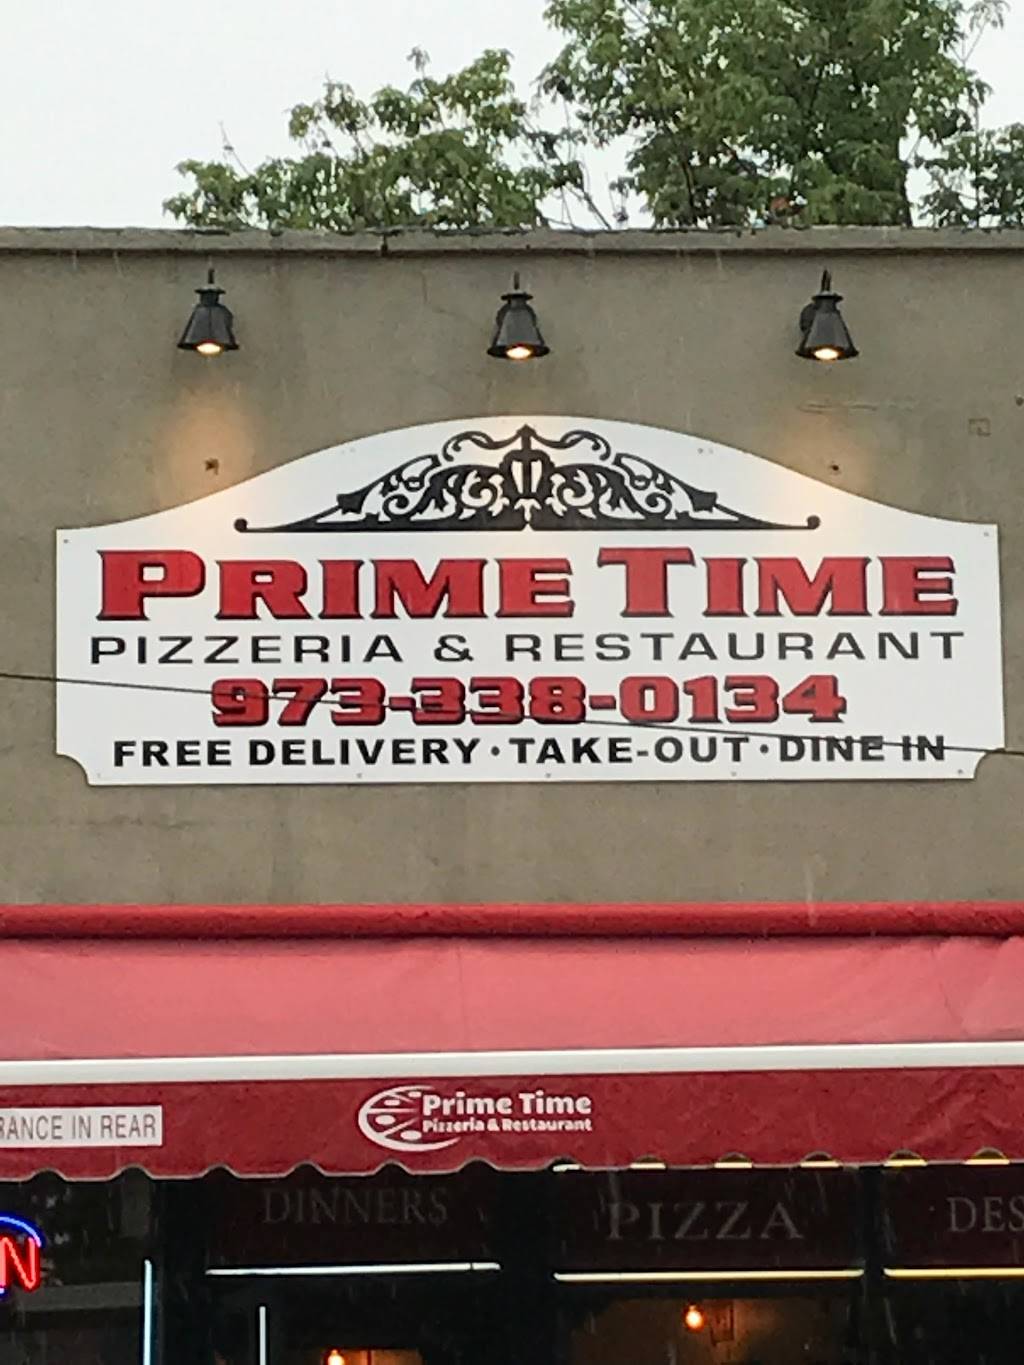 PRIME TIME
PIZZERIA & RESTAURANT
973-338-0134
FREE DELIVERY • TAKE-OUT • DINE IN
Prime Time
Pizzeria & Restaurant
RANCE IN REAR
DINNERS PIZZA DES
N